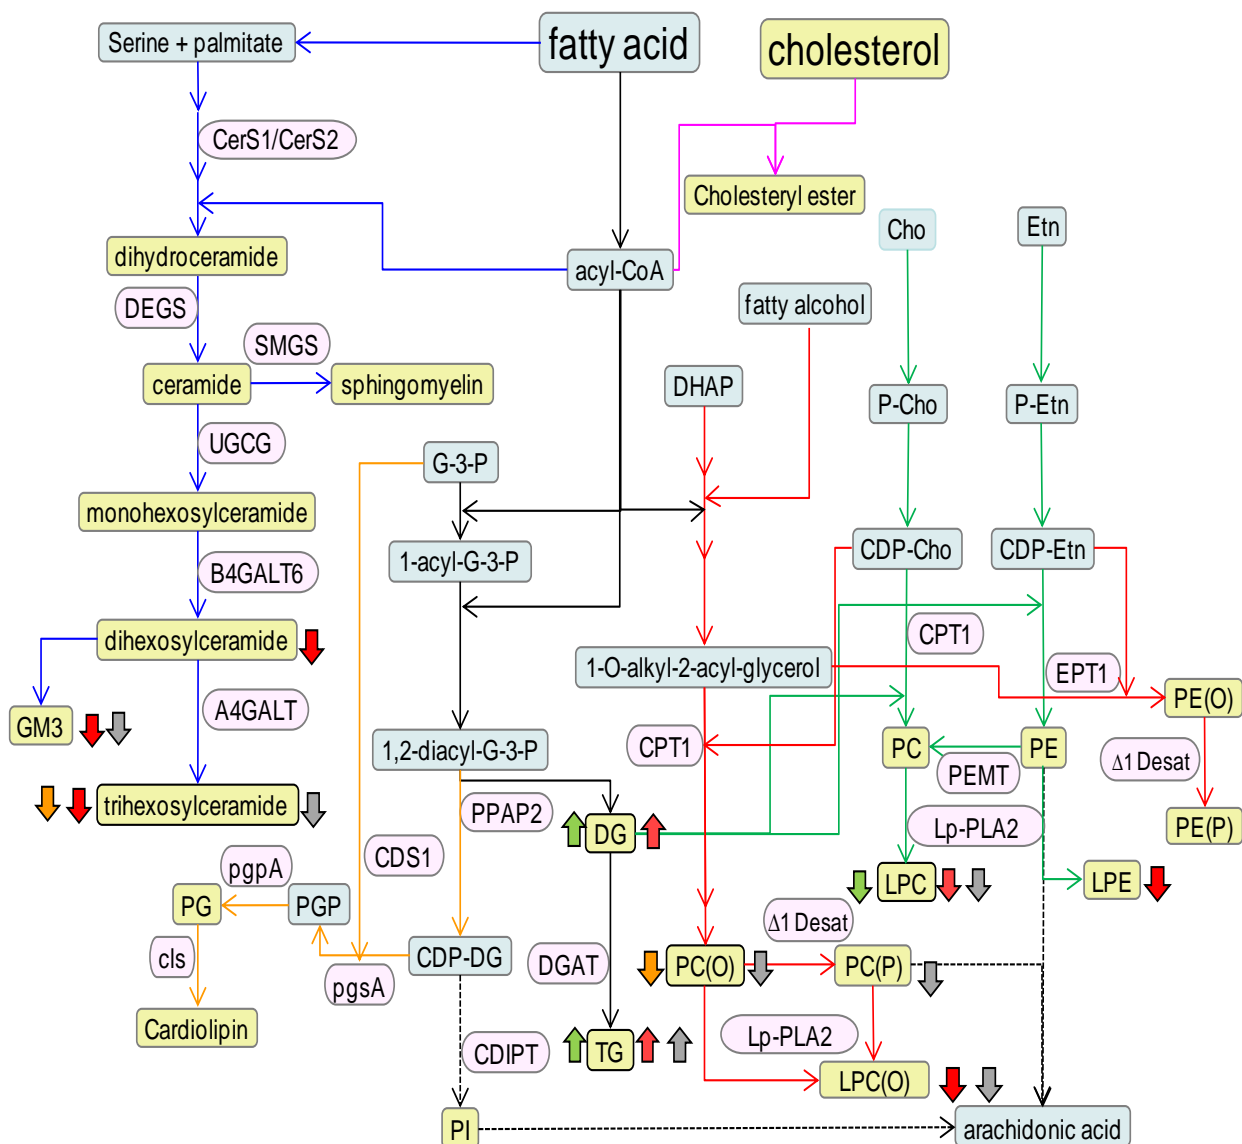 Serine + palmitate
fatty acid
cholesterol
CerS1/CerS2
Cholesteryl ester
Cho
Etn
dihydroceramide
acyl-CoA
DEGS
fatty alcohol
SMGS
ceramide
sphingomyelin
DHAP
P-Cho
P-Etn
UGCG
G-3-P
monohexosylceramide
1-acyl-G-3-P
CDP-Cho
CDP-Etn
B4GALT6
dihexosylceramide
CPT1
1-O-alkyl-2-acyl-glycerol
EPT1
PE(O)
A4GALT
GM3
1,2-diacyl-G-3-P
CPT1
PC
PE
PEMT
Δ1 Desat
trihexosylceramide
PPAP2
DG
Lp-PLA2
PE(P)
CDS1
pgpA
LPC
LPE
PG
PGP
Δ1 Desat
cls
CDP-DG
DGAT
PC(O)
PC(P)
pgsA
Cardiolipin
CDIPT
TG
Lp-PLA2
LPC(O)
PI
arachidonic acid